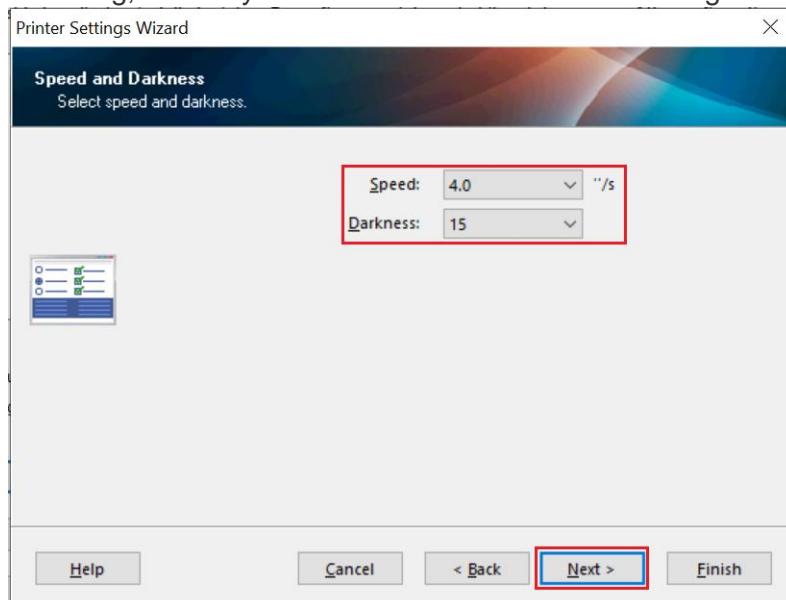 Printer Settings Wizard
Speed and Darkness
Select speed and darkness.
Speed: 4.0 "/s
Darkness: 15
Help Cancel < Back Next > Finish